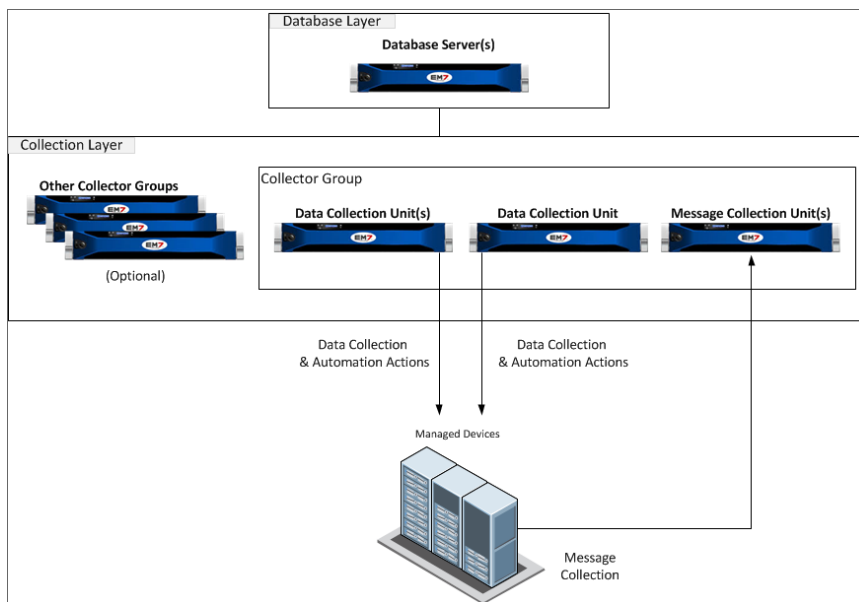 Database Layer
Database Server(s)
EM7
Collection Layer
Other Collector Groups
EM7
EM7
EM7
(Optional)
Collector Group
Data Collection Unit(s)
Data Collection Unit
Message Collection Unit(s)
EM7
EM7
EM7
Data Collection
& Automation Actions
Data Collection
& Automation Actions
Managed Devices
Message
Collection